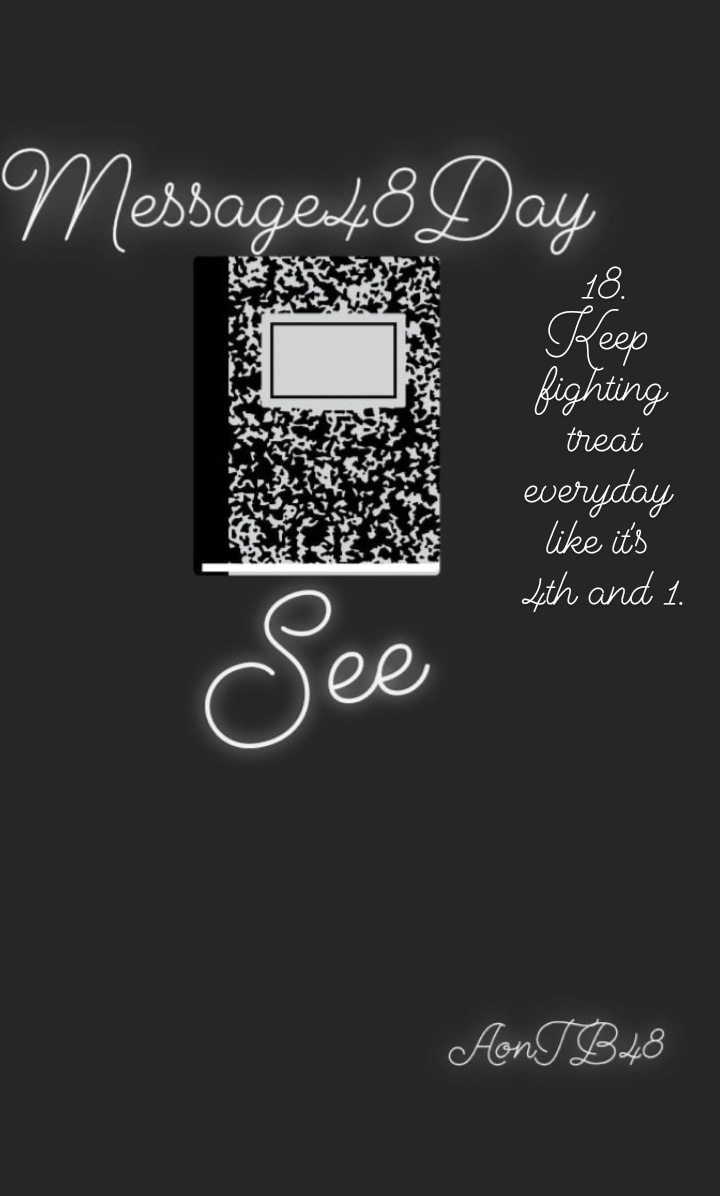 Message48Day
18.
Keep
fighting
treat
everyday
like it's
4th and 1.
See
AonTB48